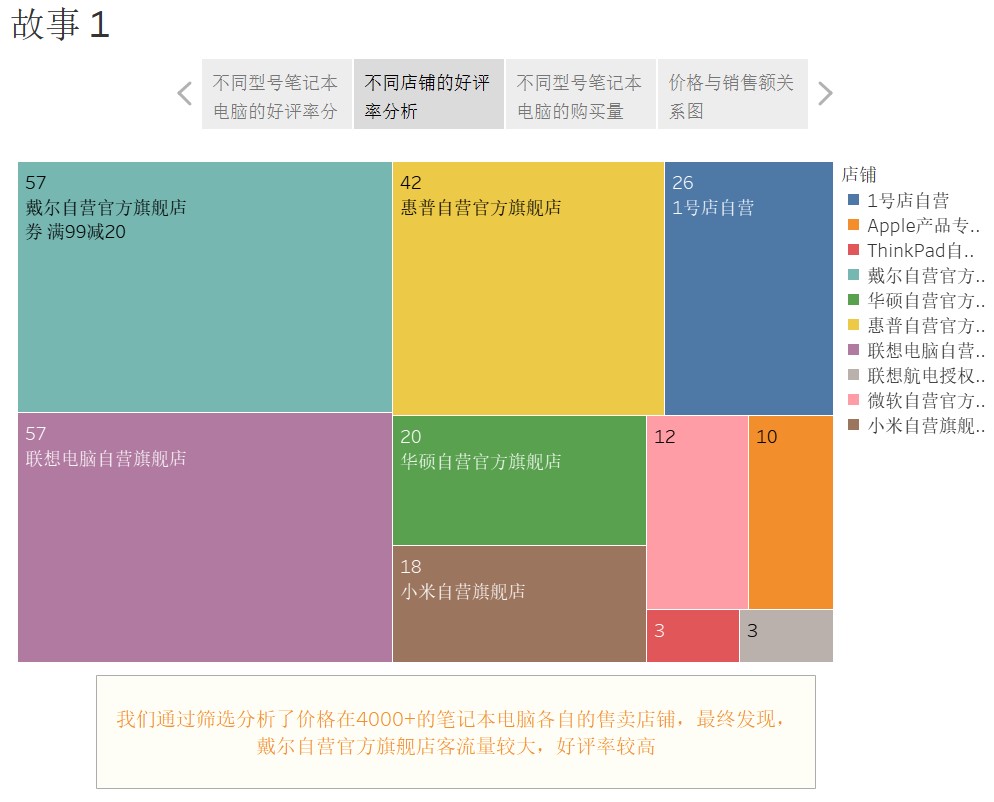 故事 1
不同型号笔记本
电脑的好评率分
不同店铺的好评
率分析
不同型号笔记本
电脑的购买量
价格与销售额关
系图
57
戴尔自营官方旗舰店
券 满99减20
42
惠普自营官方旗舰店
26
1号店自营
57
联想电脑自营旗舰店
20
华硕自营官方旗舰店
18
小米自营旗舰店
12
10
3
3
店铺
1号店自营
Apple产品专..
ThinkPad自..
戴尔自营官方..
华硕自营官方..
惠普自营官方..
联想电脑自营..
联想航电授权..
微软自营官方..
小米自营旗舰..
我们通过筛选分析了价格在4000+的笔记本电脑各自的售卖店铺，最终发现，
戴尔自营官方旗舰店客流量较大，好评率较高